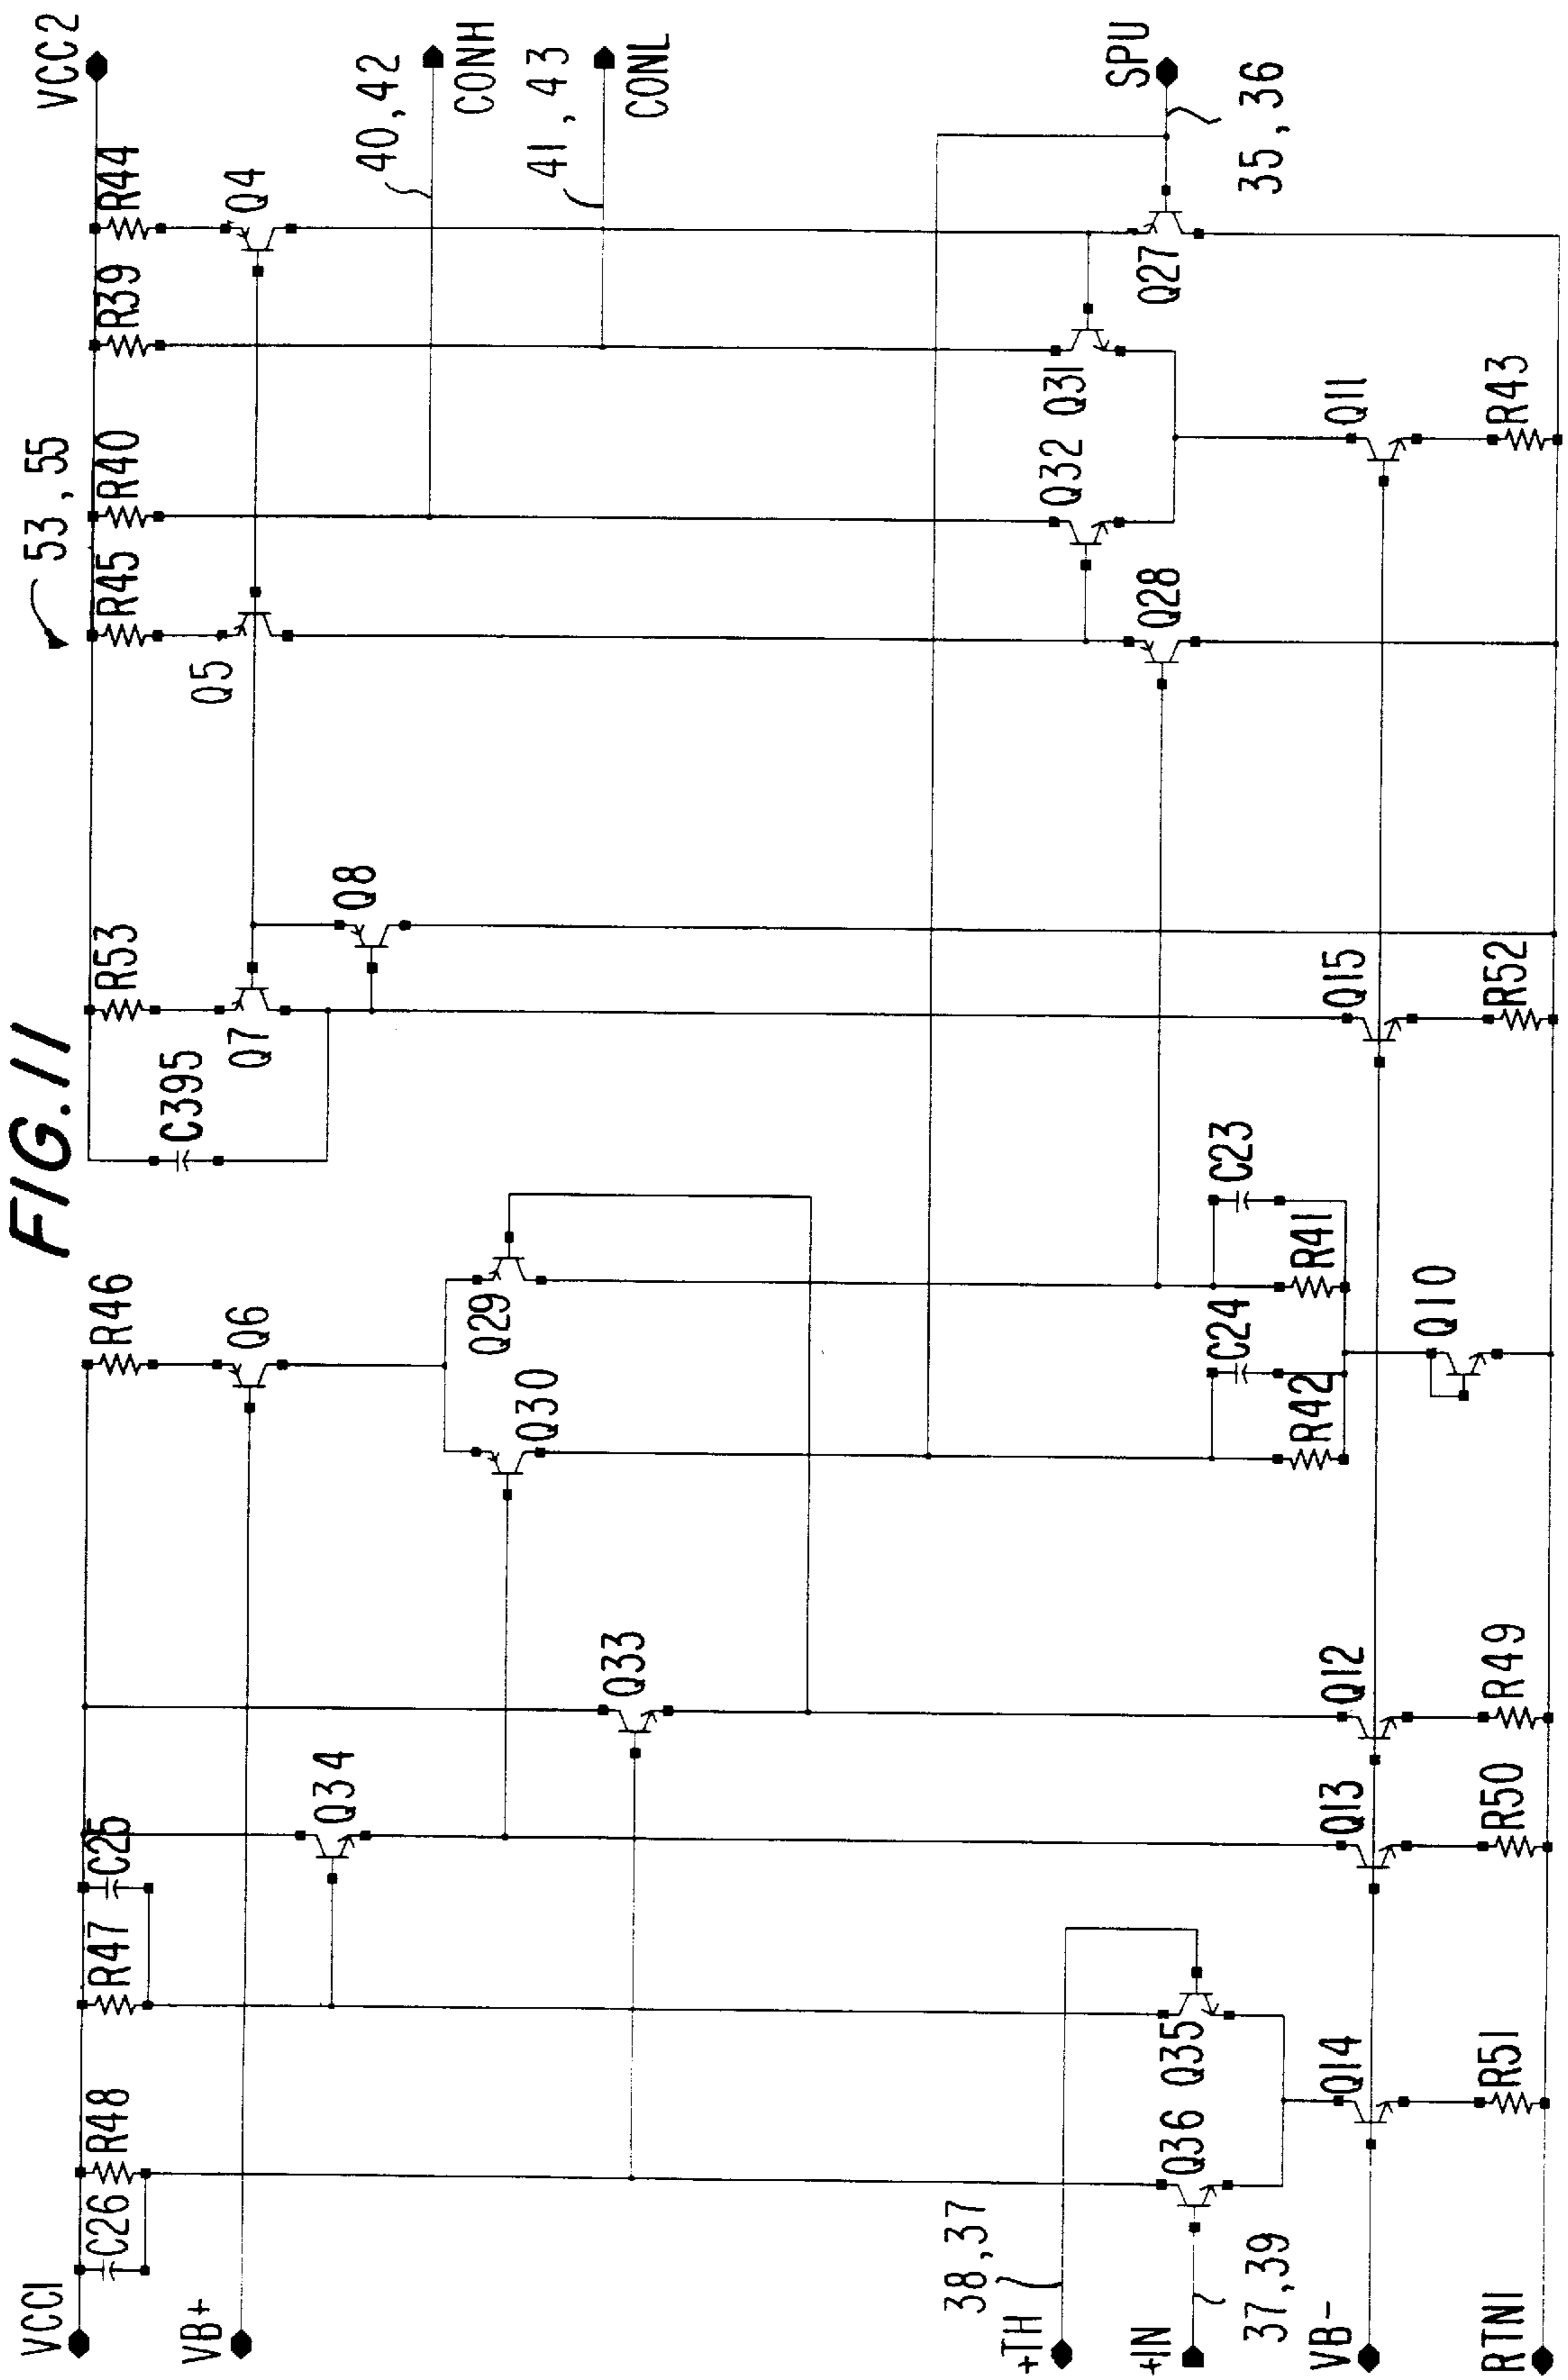 FIG. 11
53, 55
VCC1
VCC2
C26
R48
R47
C25
R46
C395
R53
R45
R40
R39
R44
VB+
Q34
Q6
Q7
Q8
Q5
Q4
40, 42
CONH
41, 43
CONL
Q33
Q30
Q29
38, 37
+TH
+IN
37, 39
Q36
Q35
R42
C24
R41
C23
Q28
Q32
Q31
Q27
SPU
35, 36
VB-
Q14
Q13
Q12
Q10
Q15
Q11
RTN1
R51
R50
R49
R52
R43